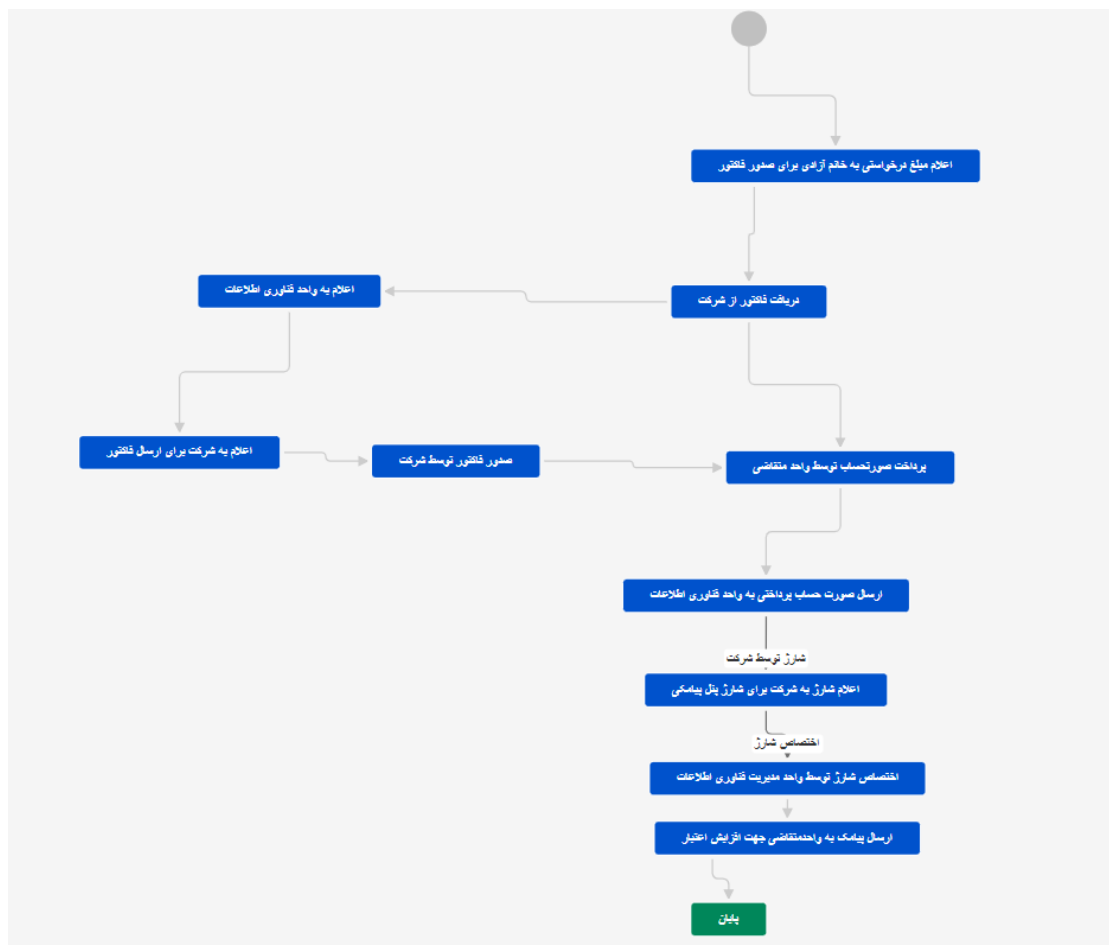 اعلام مبلغ درخواستی به خانم آزادی برای صدور فاکتور
دریافت فاکتور از شرکت
اعلام به واحد فناوری اطلاعات
اعلام به شرکت برای ارسال فاکتور
صدور فاکتور توسط شرکت
پرداخت صورتحساب توسط واحد متقاضی
ارسال صورت حساب پرداختی به واحد فناوری اطلاعات
شارژ توسط شرکت
اعلام شارژ به شرکت برای شارژ پنل پیامکی
اختصاص شارژ
اختصاص شارژ توسط واحد مدیریت فناوری اطلاعات
ارسال پیامک به واحدمتقاضی جهت افزایش اعتبار
پایان